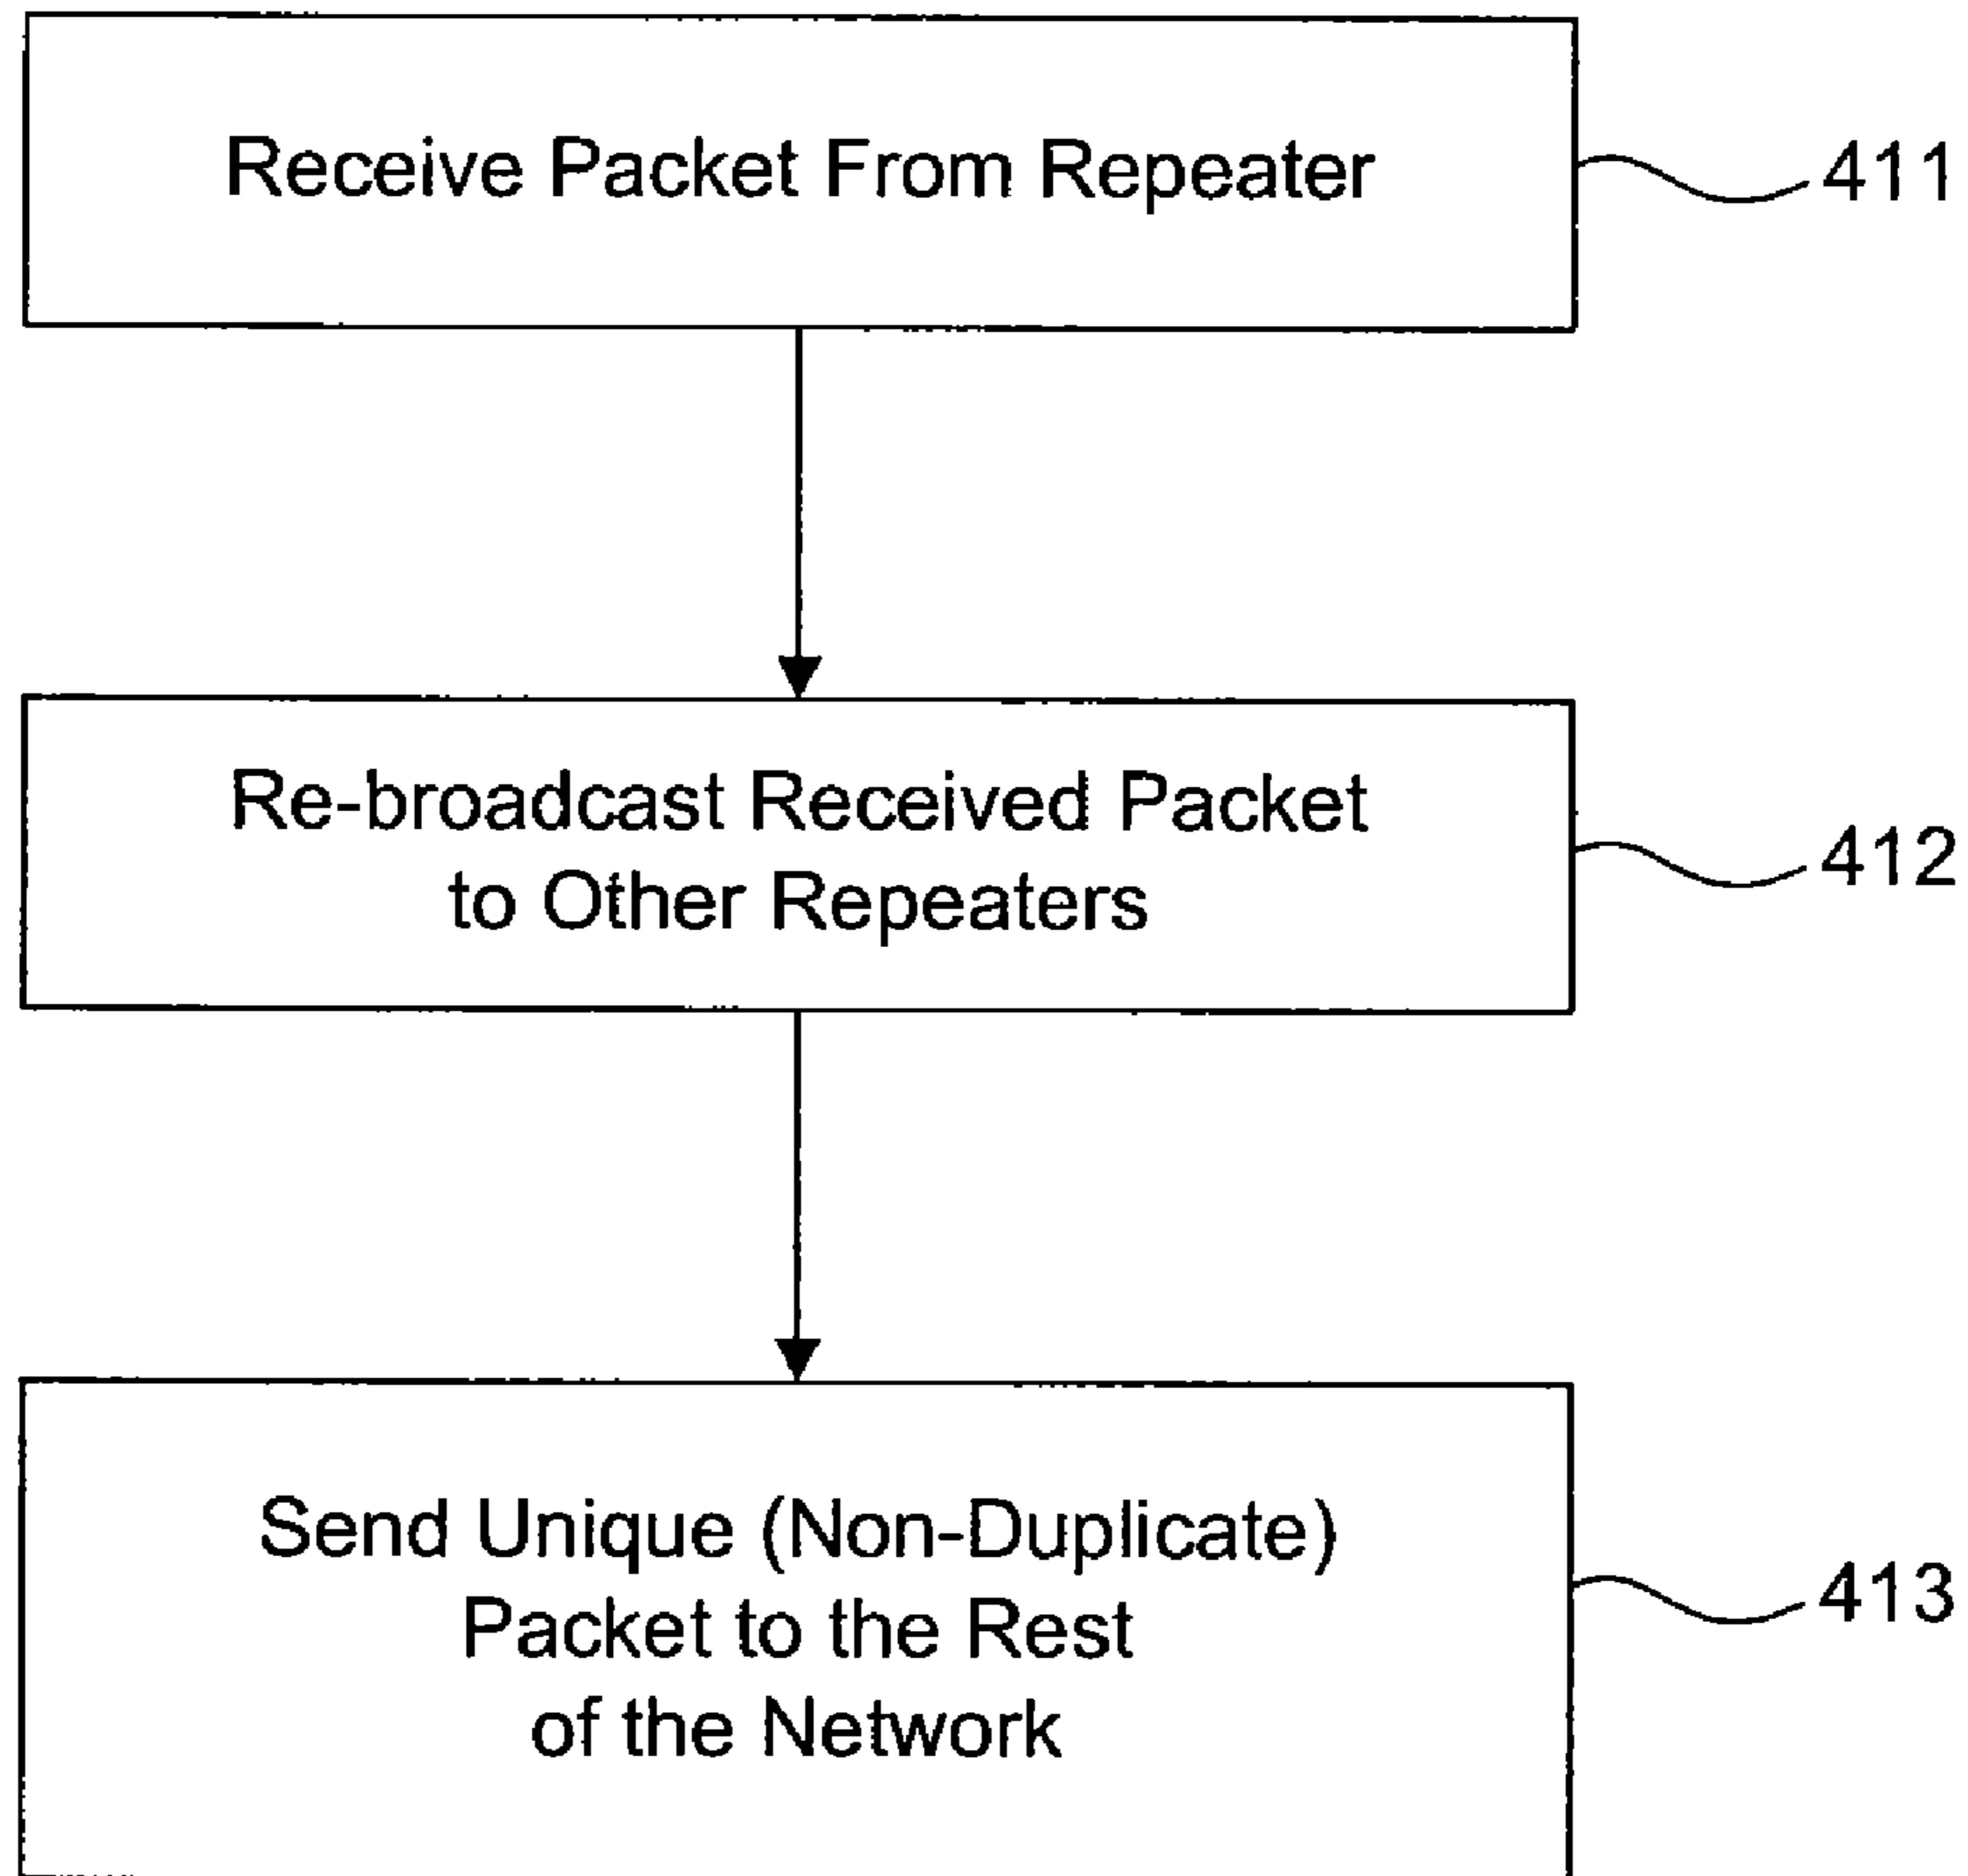 Receive Packet From Repeater
411
Re-broadcast Received Packet
to Other Repeaters
412
Send Unique (Non-Duplicate)
Packet to the Rest
of the Network
413